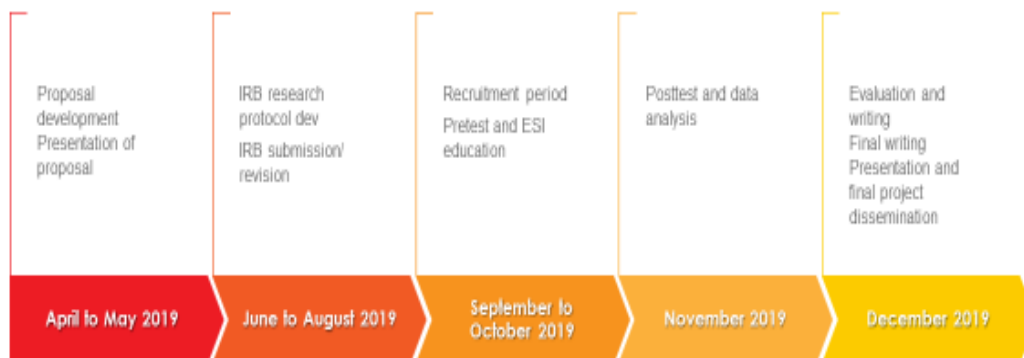 Proposal
development
Presentation of
proposal
IRB research
protocol dev
IRB submission/
revision
Recruitment period
Pretest and ESI
education
Posttest and data
analysis
Evaluation and
writing
Final writing
Presentation and
final project
dissemination
April to May 2019
June to August 2019
September to
October 2019
November 2019
December 2019